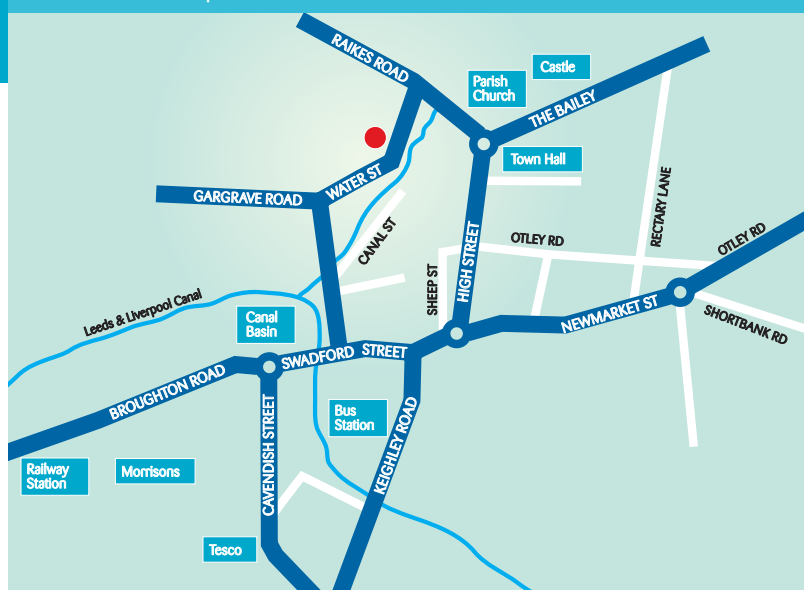 RAIKES ROAD
Castle
Parish
Church
THE BAILEY
Town Hall
WATER ST
GARGRAVE ROAD
RECTARY LANE
CANAL ST
OTLEY RD
OTLEY RD
HIGH STREET
SHEEP ST
Leeds & Liverpool Canal
Canal
Basin
NEWMARKET ST
SHORTBANK RD
SWADFORD STREET
BROUGHTON ROAD
CAVENDISH STREET
Bus
Station
KEIGHLEY ROAD
Railway
Station
Morrisons
Tesco